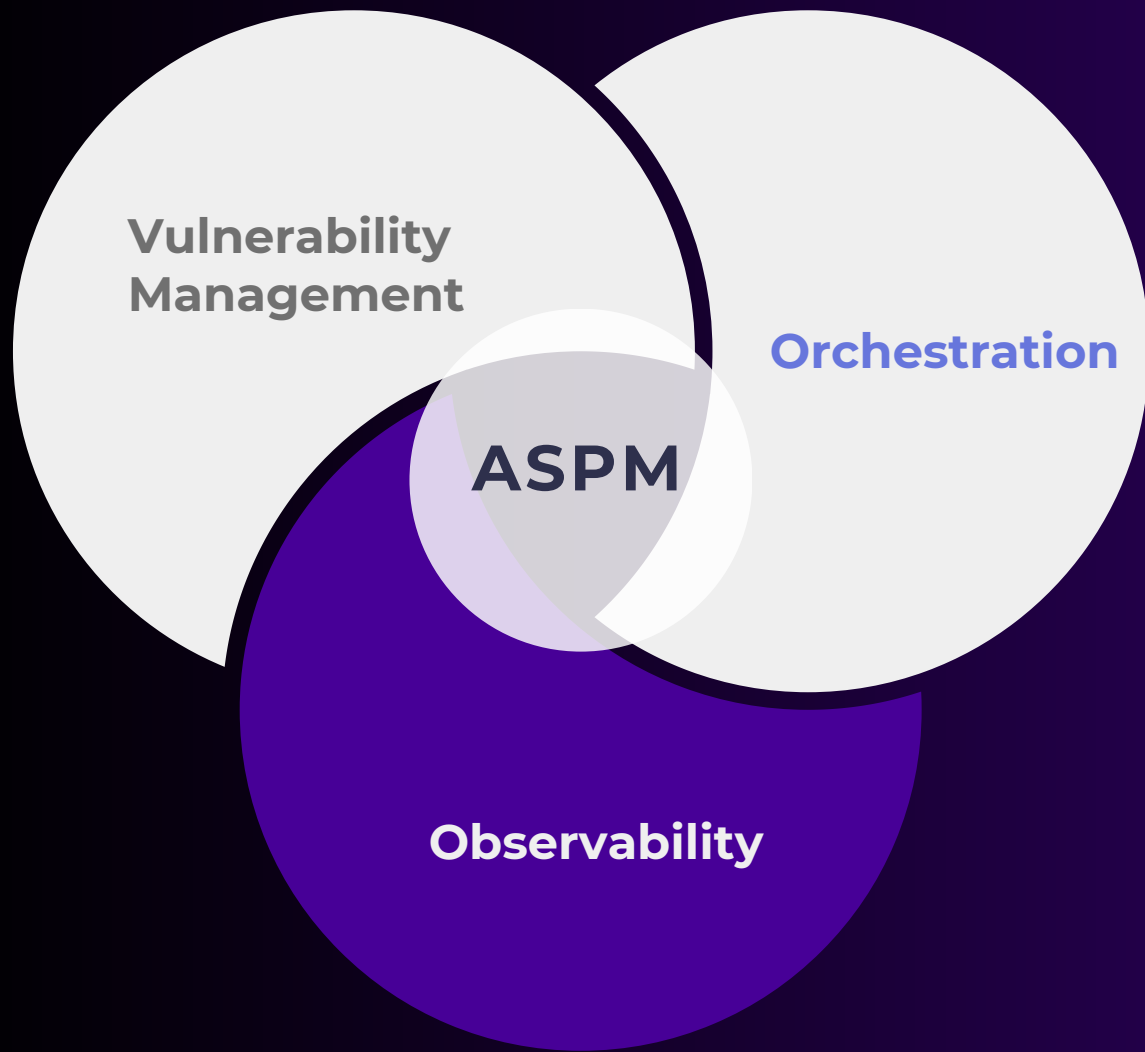 Vulnerability
Management
Orchestration
ASPM
Observability